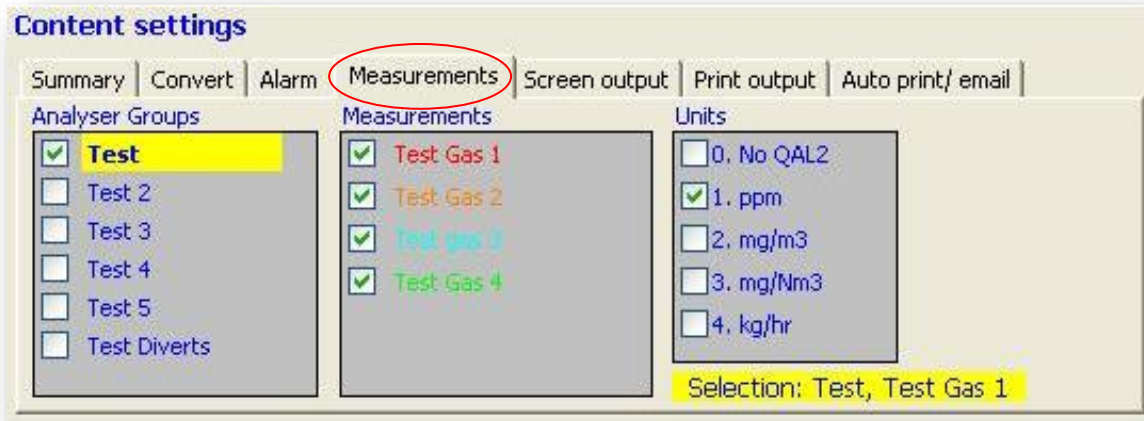 Content settings
Summary Convert Alarm Measurements Screen output Print output Auto print/ email
Analyser Groups
Test
Test 2
Test 3
Test 4
Test 5
Test Diverts
Measurements
Test Gas 1
Test Gas 2
Test gas 3
Test Gas 4
Units
0. No QAL2
1. ppm
2. mg/m3
3. mg/Nm3
4. kg/hr
Selection: Test, Test Gas 1